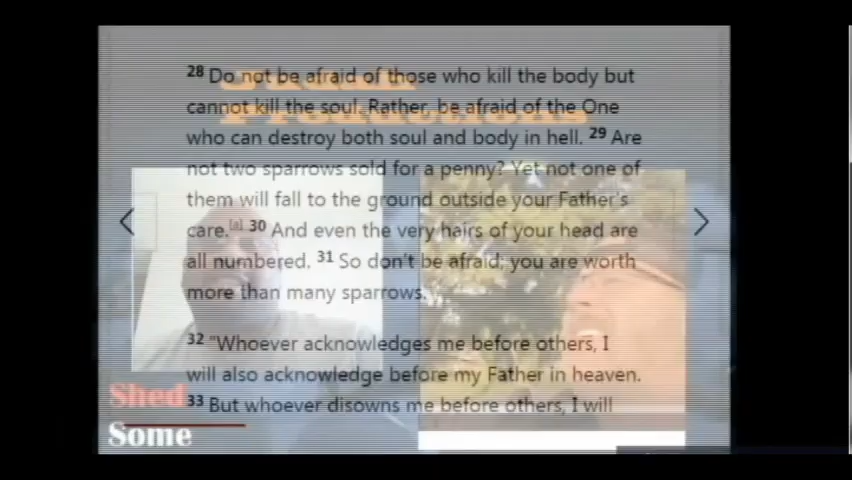 28 Do not be afraid of those who kill the body but
cannot kill the soul. Rather, be afraid of the One
who can destroy both soul and body in hell. 29 Are
not two sparrows sold for a penny? Yet not one of
them will fall to the ground outside your Father's
care.[a] 30 And even the very hairs of your head are
all numbered. 31 So don't be afraid; you are worth
more than many sparrows.
32 "Whoever acknowledges me before others, I
will also acknowledge before my Father in heaven.
33 But whoever disowns me before others, I will
Shed
Some